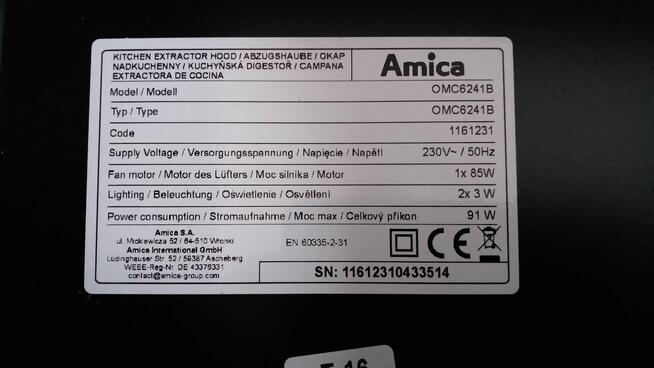 KITCHEN EXTRACTOR HOOD / ABZUGSHAUBE / OKAP
NADKUCHENNY / KUCHYŇSKÁ DIGESTOŘ / CAMPANA
EXTRACTORA DE COCINA
Amica
Model / Modell OMC6241B
Typ / Type OMC6241B
Code 1161231
Supply Voltage / Versorgungsspannung / Napięcie / Napětí 230V~ / 50Hz
Fan motor / Motor des Lüfters / Moc silnika / Motor 1x 85W
Lighting / Beleuchtung / Oświetlenie / Osvětlení 2x 3 W
Power consumption / Stromaufnahme / Moc max / Celkový příkon 91 W
Amica S.A.
ul. Mickiewicza 52 / 64-510 Wronki
Amica International GmbH
Lüdinghauser Str. 52 / 59387 Ascheberg
WEEE-Reg-Nr DE 43376331
contact@amica-group.com
EN 60335-2-31
CE
SN: 11612310433514